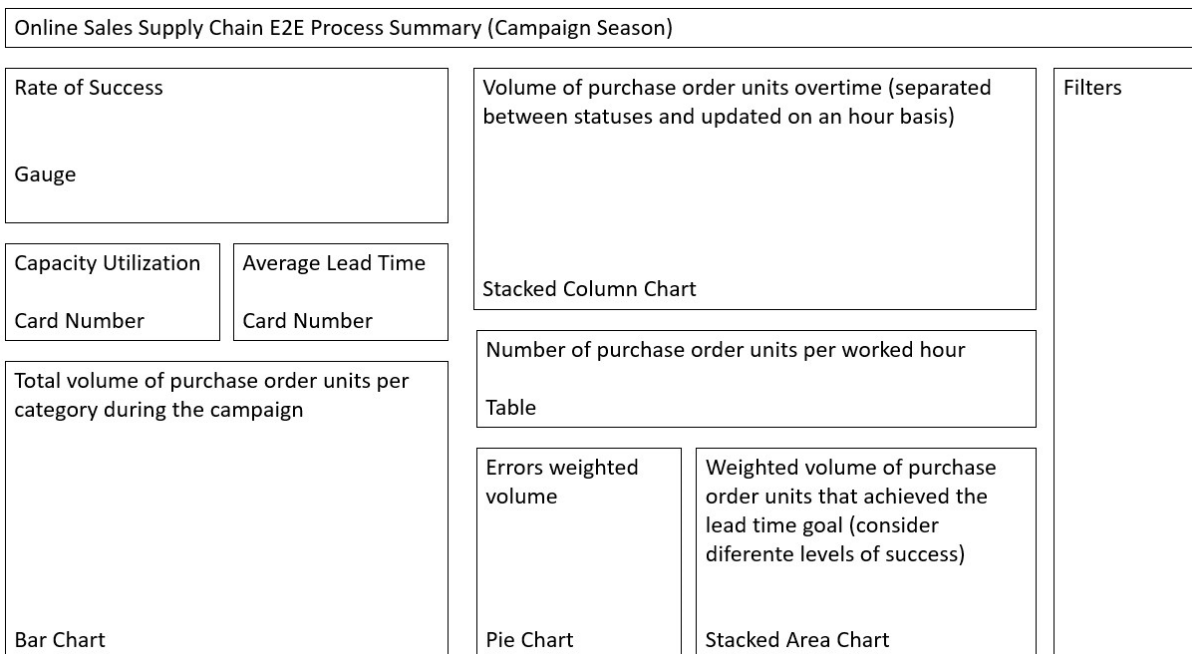 Online Sales Supply Chain E2E Process Summary (Campaign Season)
Rate of Success
Gauge
Capacity Utilization
Card Number
Average Lead Time
Card Number
Total volume of purchase order units per
category during the campaign
Bar Chart
Volume of purchase order units overtime (separated
between statuses and updated on an hour basis)
Stacked Column Chart
Number of purchase order units per worked hour
Table
Errors weighted
volume
Pie Chart
Weighted volume of purchase
order units that achieved the
lead time goal (consider
diferente levels of success)
Stacked Area Chart
Filters